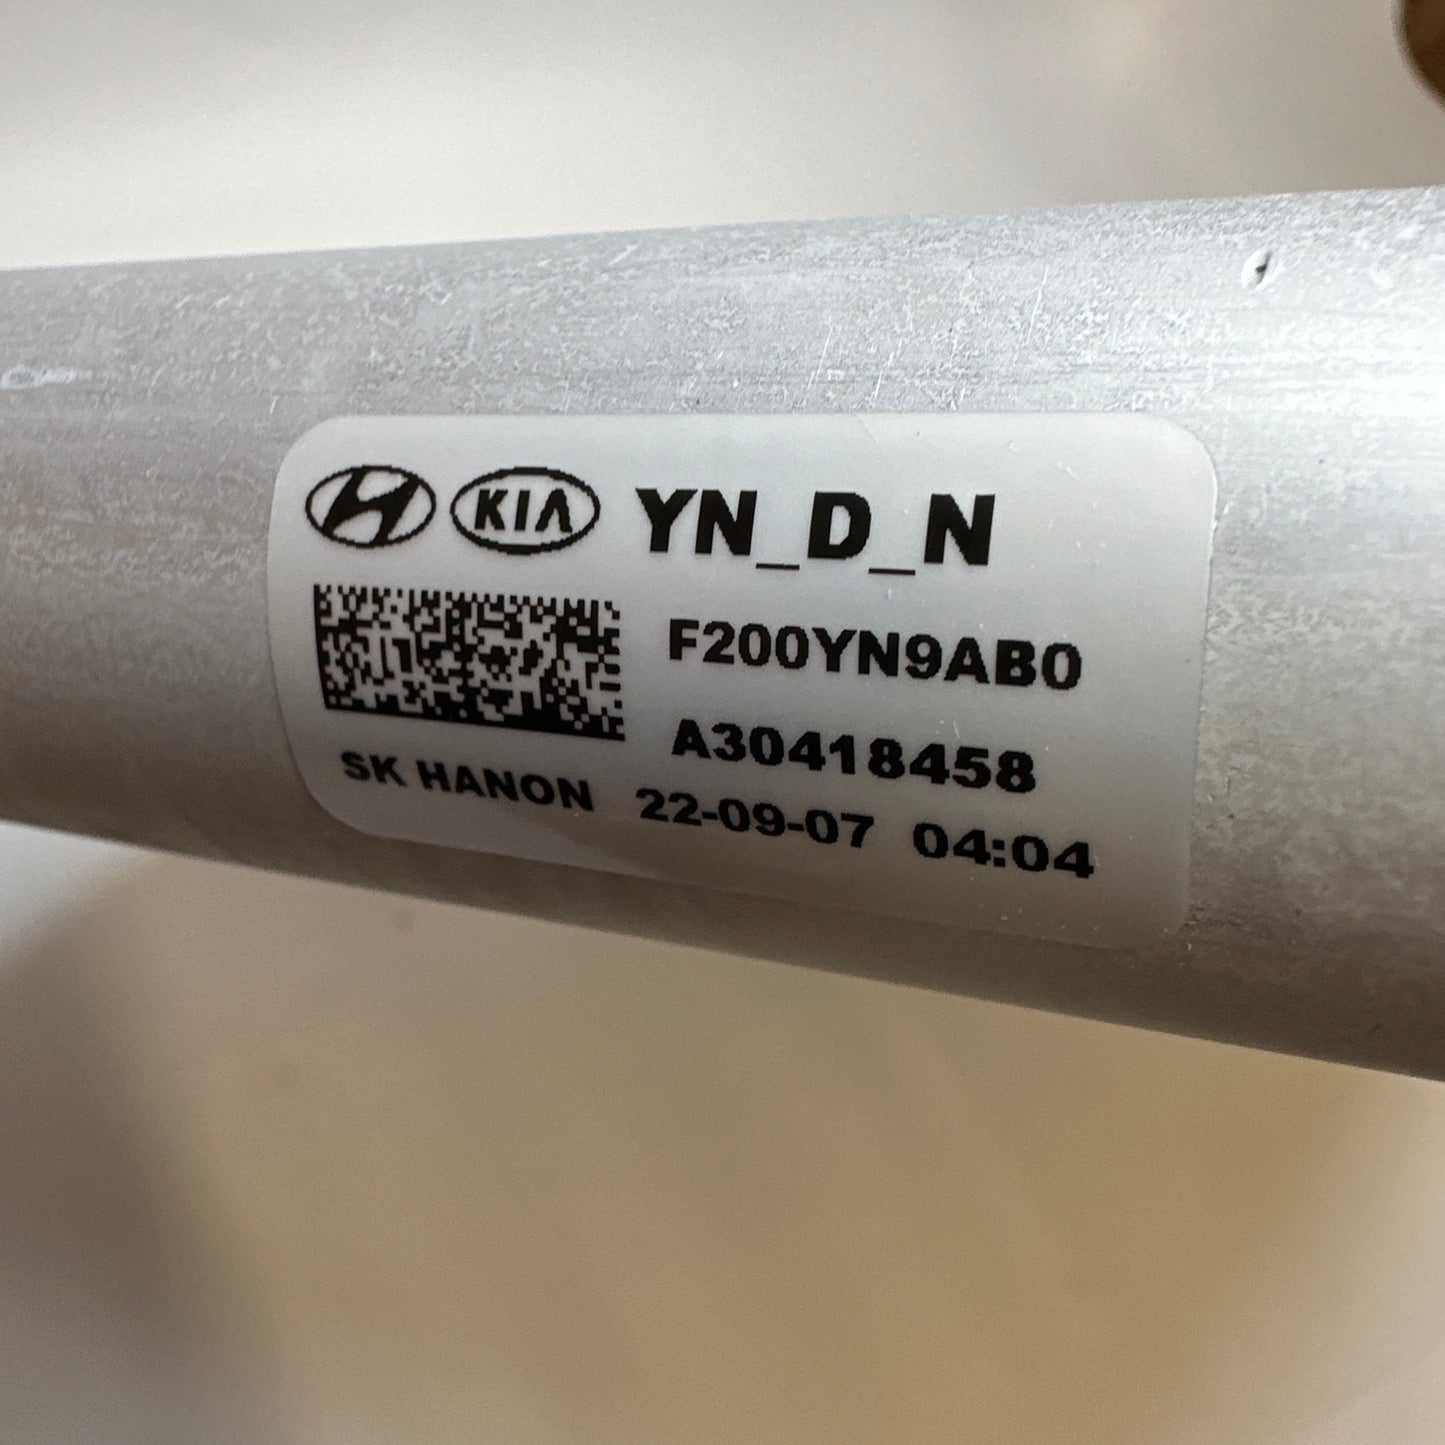 KIA YN_D_N
F200YN9AB0
A30418458
SK HANON 22-09-07 04:04